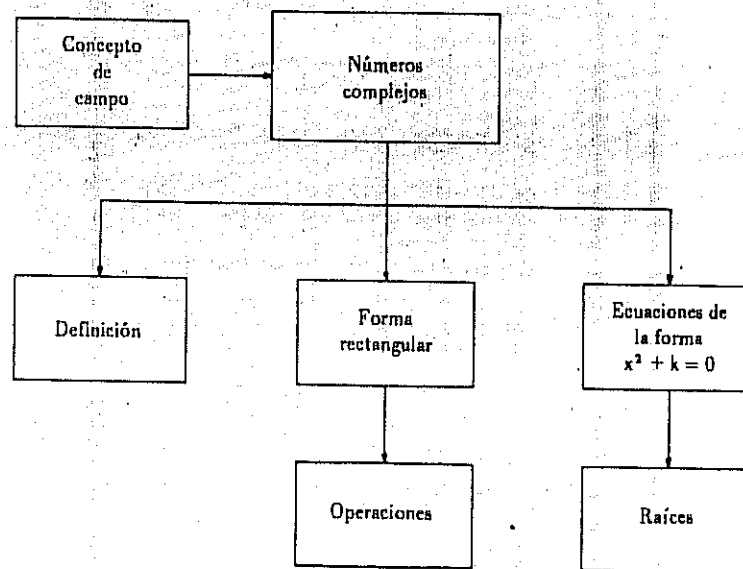 Concepto
de
campo
Números
complejos
Definición
Forma
rectangular
Ecuaciones de
la forma
x² + k = 0
Operaciones
Raíces